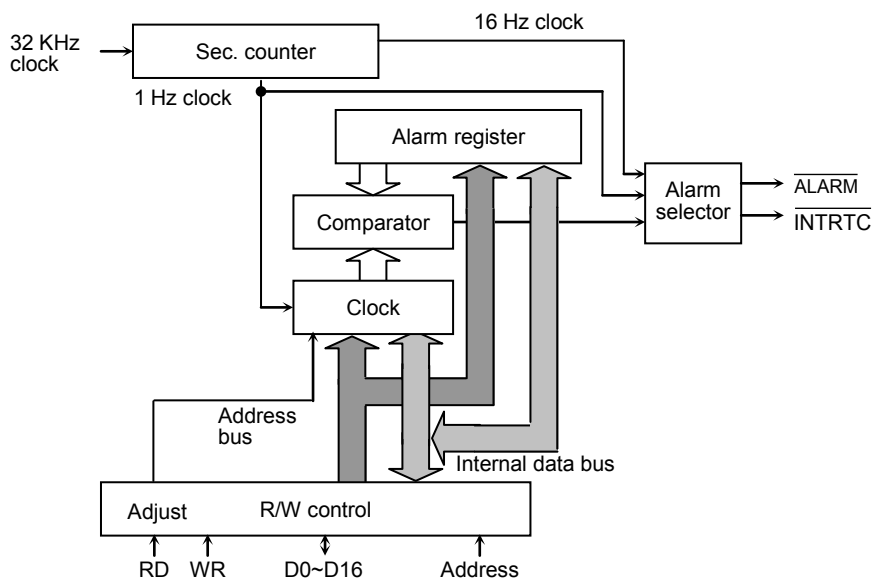 16 Hz clock
32 KHz
clock
Sec. counter
1 Hz clock
Alarm register
Alarm
selector
ALARM
INTRTC
Comparator
Clock
Address
bus
Internal data bus
Adjust
R/W control
RD
WR
D0~D16
Address